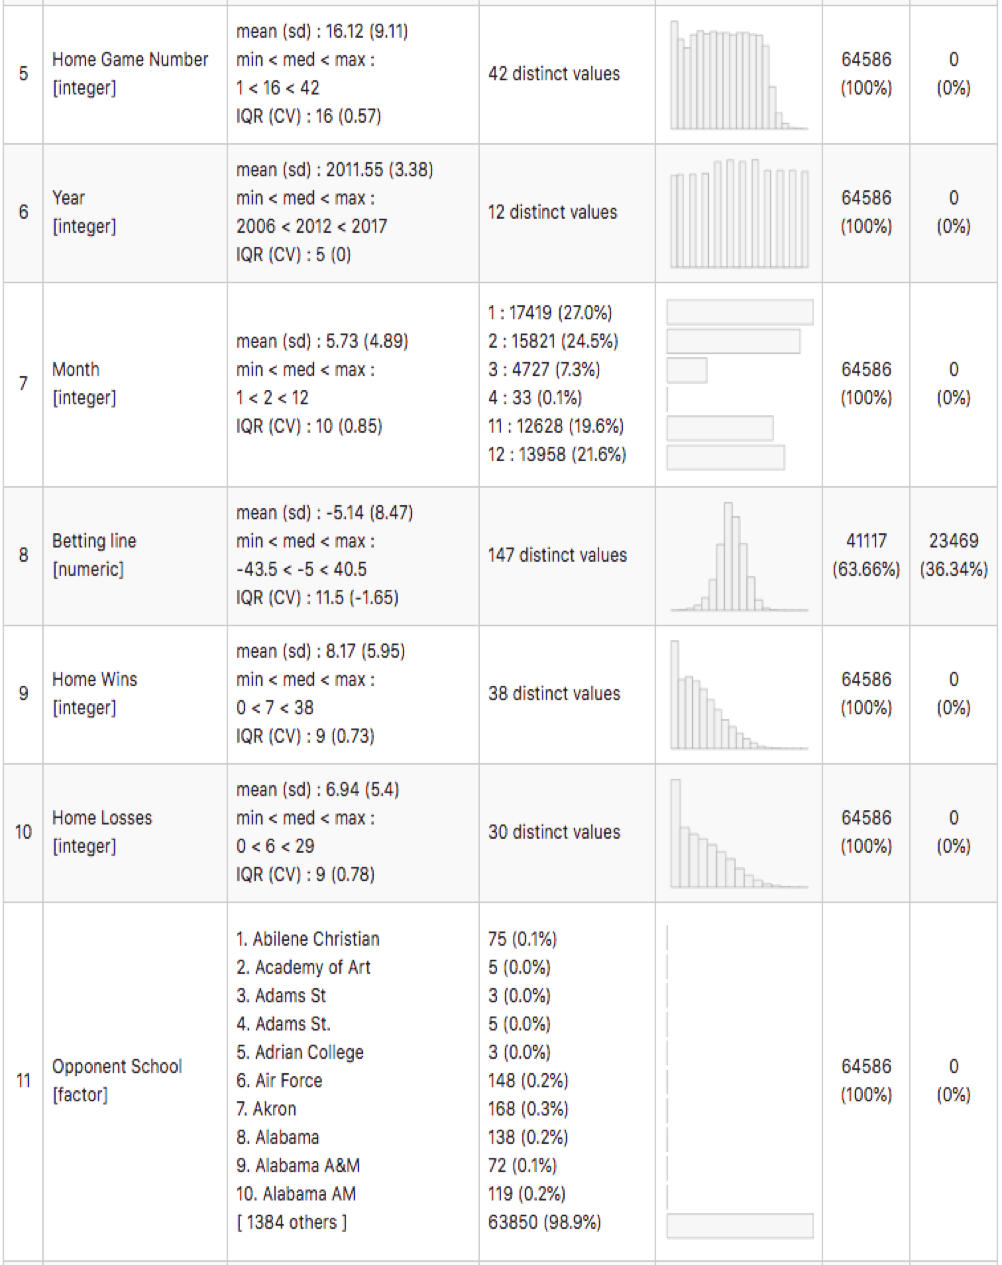 5
Home Game Number
[integer]
mean (sd) : 16.12 (9.11)
min < med < max :
1 < 16 < 42
IQR (CV) : 16 (0.57)
42 distinct values
64586
(100%)
0
(0%)
6
Year
[integer]
mean (sd) : 2011.55 (3.38)
min < med < max :
2006 < 2012 < 2017
IQR (CV) : 5 (0)
12 distinct values
64586
(100%)
0
(0%)
7
Month
[integer]
mean (sd) : 5.73 (4.89)
min < med < max :
1 < 2 < 12
IQR (CV) : 10 (0.85)
1 : 17419 (27.0%)
2 : 15821 (24.5%)
3 : 4727 (7.3%)
4 : 33 (0.1%)
11 : 12628 (19.6%)
12 : 13958 (21.6%)
64586
(100%)
0
(0%)
8
Betting line
[numeric]
mean (sd) : -5.14 (8.47)
min < med < max :
-43.5 < -5 < 40.5
IQR (CV) : 11.5 (-1.65)
147 distinct values
41117
(63.66%)
23469
(36.34%)
9
Home Wins
[integer]
mean (sd) : 8.17 (5.95)
min < med < max :
0 < 7 < 38
IQR (CV) : 9 (0.73)
38 distinct values
64586
(100%)
0
(0%)
10
Home Losses
[integer]
mean (sd) : 6.94 (5.4)
min < med < max :
0 < 6 < 29
IQR (CV) : 9 (0.78)
30 distinct values
64586
(100%)
0
(0%)
11
Opponent School
[factor]
1. Abilene Christian
2. Academy of Art
3. Adams St
4. Adams St.
5. Adrian College
6. Air Force
7. Akron
8. Alabama
9. Alabama A&M
10. Alabama AM
[ 1384 others ]
75 (0.1%)
5 (0.0%)
3 (0.0%)
5 (0.0%)
3 (0.0%)
148 (0.2%)
168 (0.3%)
138 (0.2%)
72 (0.1%)
119 (0.2%)
63850 (98.9%)
64586
(100%)
0
(0%)